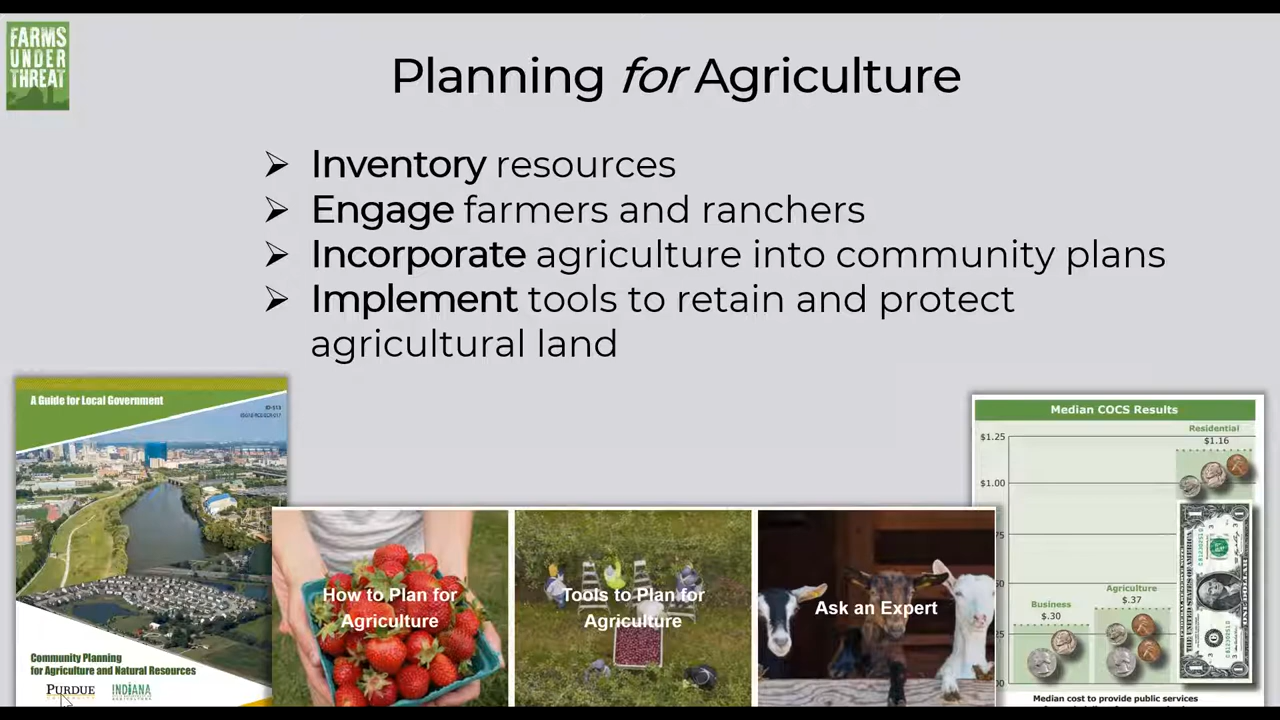 FARMS
UNDER
THREAT
Planning for Agriculture
➢ Inventory resources
➢ Engage farmers and ranchers
➢ Incorporate agriculture into community plans
➢ Implement tools to retain and protect
agricultural land
A Guide for Local Government
Community Planning
for Agriculture and Natural Resources
PURDUE
INDIANA
How to Plan for
Agriculture
Tools to Plan for
Agriculture
Ask an Expert
Median COCS Results
Residential
$1.16
$1.25
$1.00
Agriculture
$.37
Business
$.30
Median cost to provide public services